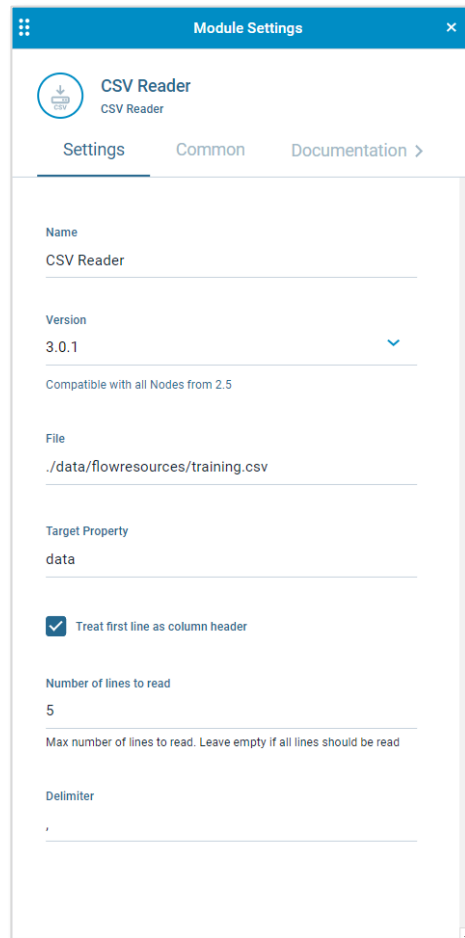 Module Settings
CSV
CSV Reader
CSV Reader
Settings Common Documentation
Name
CSV Reader
Version
3.0.1
Compatible with all Nodes from 2.5
File
./data/flowresources/training.csv
Target Property
data
Treat first line as column header
Number of lines to read
5
Max number of lines to read. Leave empty if all lines should be read
Delimiter
,